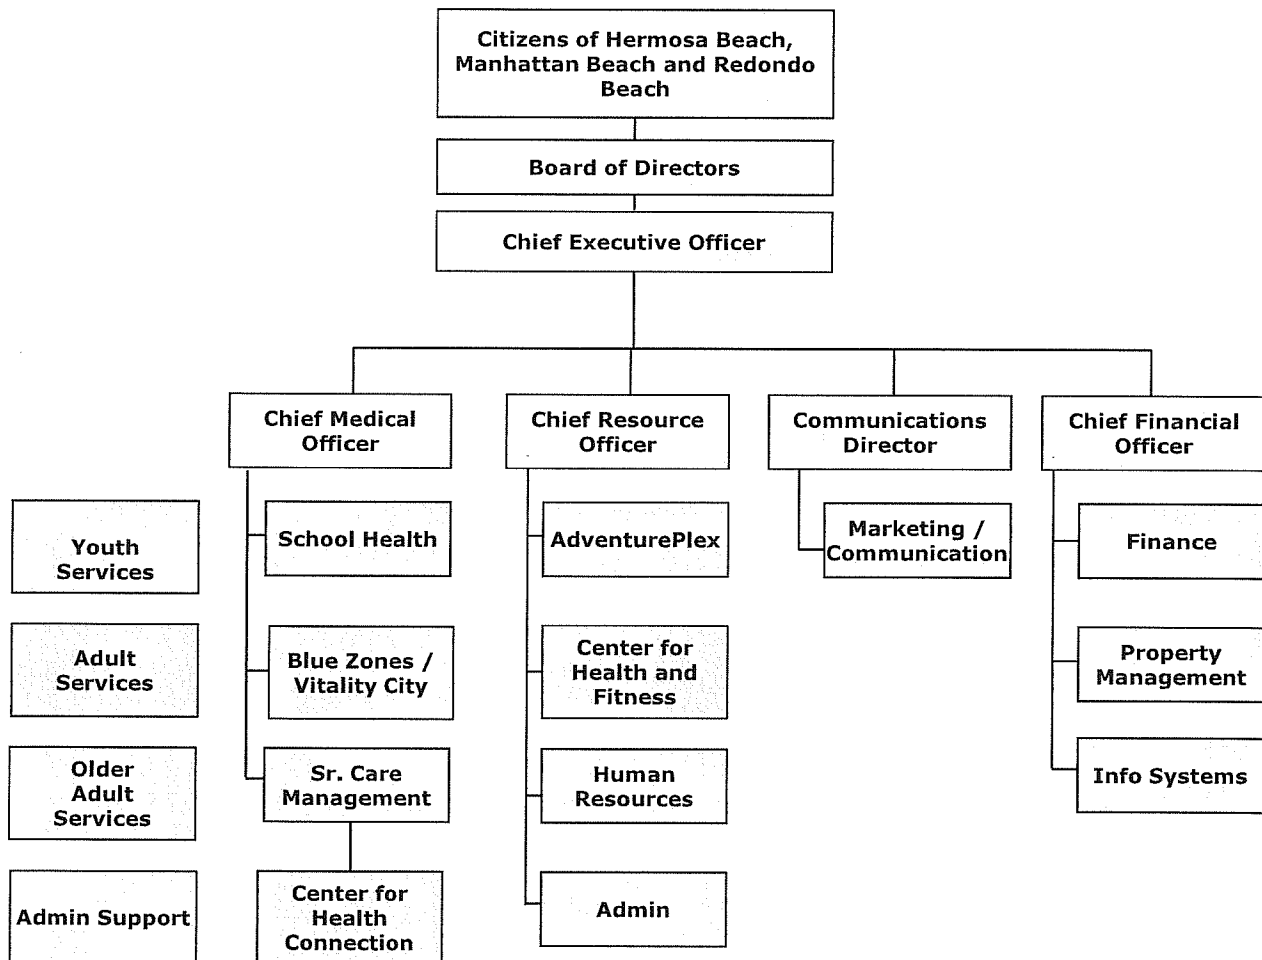 Citizens of Hermosa Beach,
Manhattan Beach and Redondo
Beach
Board of Directors
Chief Executive Officer
Chief Medical
Officer
Chief Resource
Officer
Communications
Director
Chief Financial
Officer
Youth
Services
School Health
AdventurePlex
Marketing /
Communication
Finance
Adult
Services
Blue Zones /
Vitality City
Center for
Health and
Fitness
Property
Management
Older
Adult
Services
Sr. Care
Management
Human
Resources
Info Systems
Admin Support
Center for
Health
Connection
Admin